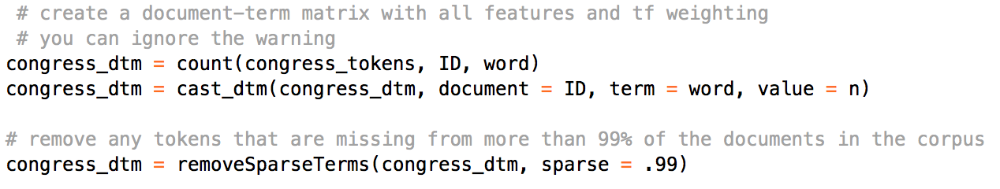 # create a document-term matrix with all features and tf weighting
# you can ignore the warning
congress_dtm = count(congress_tokens, ID, word)
congress_dtm = cast_dtm(congress_dtm, document = ID, term = word, value = n)
# remove any tokens that are missing from more than 99% of the documents in the corpus
congress_dtm = removeSparseTerms(congress_dtm, sparse = .99)